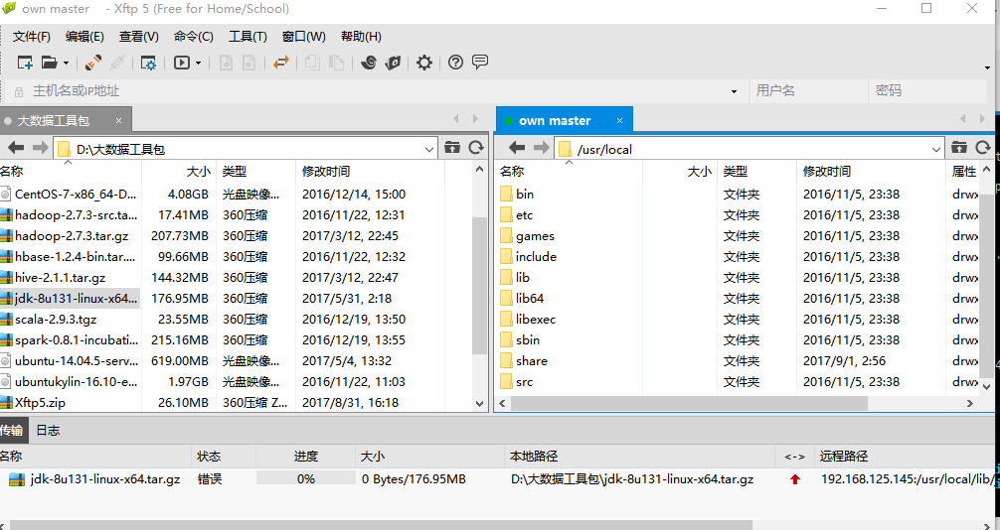 own master - Xftp 5 (Free for Home/School)
文件(F) 编辑(E) 查看(V) 命令(C) 工具(T) 窗口(W) 帮助(H)
主机名或IP地址 用户名 密码
大数据工具包 × own master ×
D:\大数据工具包 /usr/local
名称 大小 类型 修改时间 名称 大小 类型 修改时间 属性
CentOS-7-x86_64-D... 4.08GB 光盘映像... 2016/12/14, 15:00 bin 文件夹 2016/11/5, 23:38 drwx
hadoop-2.7.3-src.ta... 17.41MB 360压缩 2016/11/22, 12:31 etc 文件夹 2016/11/5, 23:38 drwx
hadoop-2.7.3.tar.gz 207.73MB 360压缩 2017/3/12, 22:45 games 文件夹 2016/11/5, 23:38 drwx
hbase-1.2.4-bin.tar.... 99.66MB 360压缩 2016/11/22, 12:32 include 文件夹 2016/11/5, 23:38 drwx
hive-2.1.1.tar.gz 144.32MB 360压缩 2017/3/12, 22:47 lib 文件夹 2016/11/5, 23:38 drwx
jdk-8u131-linux-x64... 176.95MB 360压缩 2017/5/31, 2:18 lib64 文件夹 2016/11/5, 23:38 drwx
scala-2.9.3.tgz 23.55MB 360压缩 2016/12/19, 13:50 libexec 文件夹 2016/11/5, 23:38 drwx
spark-0.8.1-incubati... 215.16MB 360压缩 2016/12/19, 13:55 sbin 文件夹 2016/11/5, 23:38 drwx
ubuntu-14.04.5-serv... 619.00MB 光盘映像... 2017/5/4, 13:32 share 文件夹 2017/9/1, 2:56 drwx
ubuntukylin-16.10-e... 1.97GB 光盘映像... 2016/11/22, 11:03 src 文件夹 2016/11/5, 23:38 drwx
Xftp5.zip 26.10MB 360压缩 Z... 2017/8/31, 16:18
传输 日志
名称 状态 进度 大小 本地路径 <-> 远程路径
jdk-8u131-linux-x64.tar.gz 错误 0% 0 Bytes/176.95MB D:\大数据工具包\jdk-8u131-linux-x64.tar.gz 192.168.125.145:/usr/local/lib/